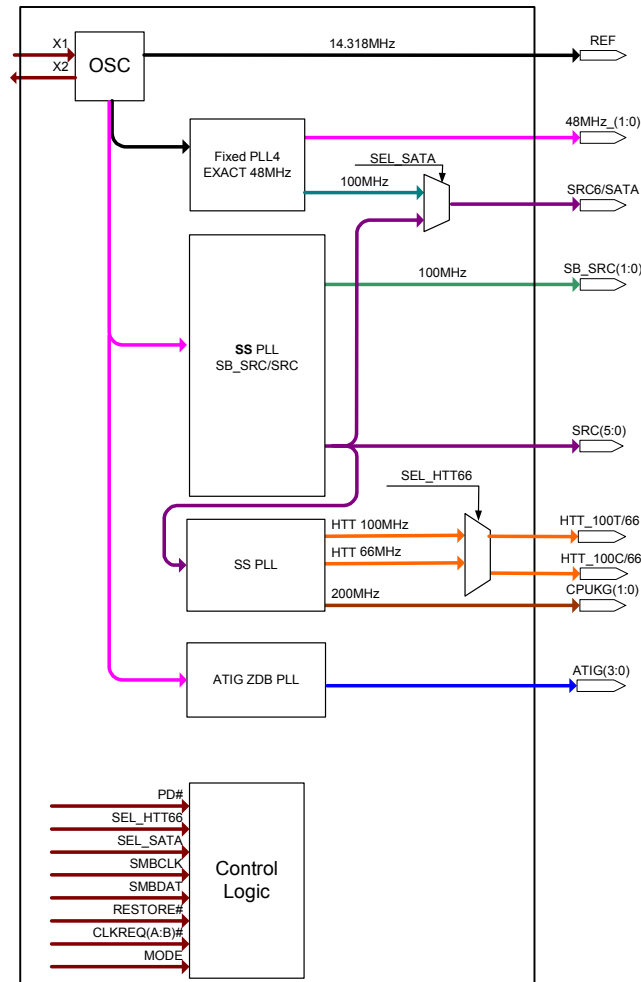 X1
X2
OSC
14.318MHz
REF
Fixed PLL4
EXACT 48MHz
48MHz_(1:0)
SEL_SATA
100MHz
SRC6/SATA
100MHz
SB_SRC(1:0)
SS PLL
SB_SRC/SRC
SRC(5:0)
SEL_HTT66
SS PLL
HTT 100MHz
HTT 66MHz
200MHz
HTT_100T/66
HTT_100C/66
CPUKG(1:0)
ATIG ZDB PLL
ATIG(3:0)
PD#
SEL_HTT66
SEL_SATA
SMBCLK
SMBDAT
RESTORE#
CLKREQ(A:B)#
MODE
Control
Logic